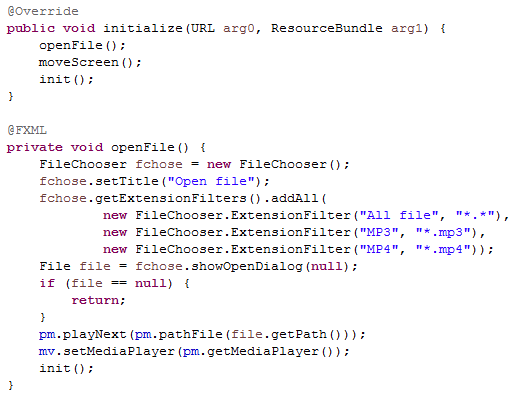 @Override
public void initialize(URL arg0, ResourceBundle arg1) {
    openFile();
    moveScreen();
    init();
}

@FXML
private void openFile() {
    FileChooser fchose = new FileChooser();
    fchose.setTitle("Open file");
    fchose.getExtensionFilters().addAll(
            new FileChooser.ExtensionFilter("All file", "*.*"),
            new FileChooser.ExtensionFilter("MP3", "*.mp3"),
            new FileChooser.ExtensionFilter("MP4", "*.mp4"));
    File file = fchose.showOpenDialog(null);
    if (file == null) {
        return;
    }
    pm.playNext(pm.pathFile(file.getPath()));
    mv.setMediaPlayer(pm.getMediaPlayer());
    init();
}